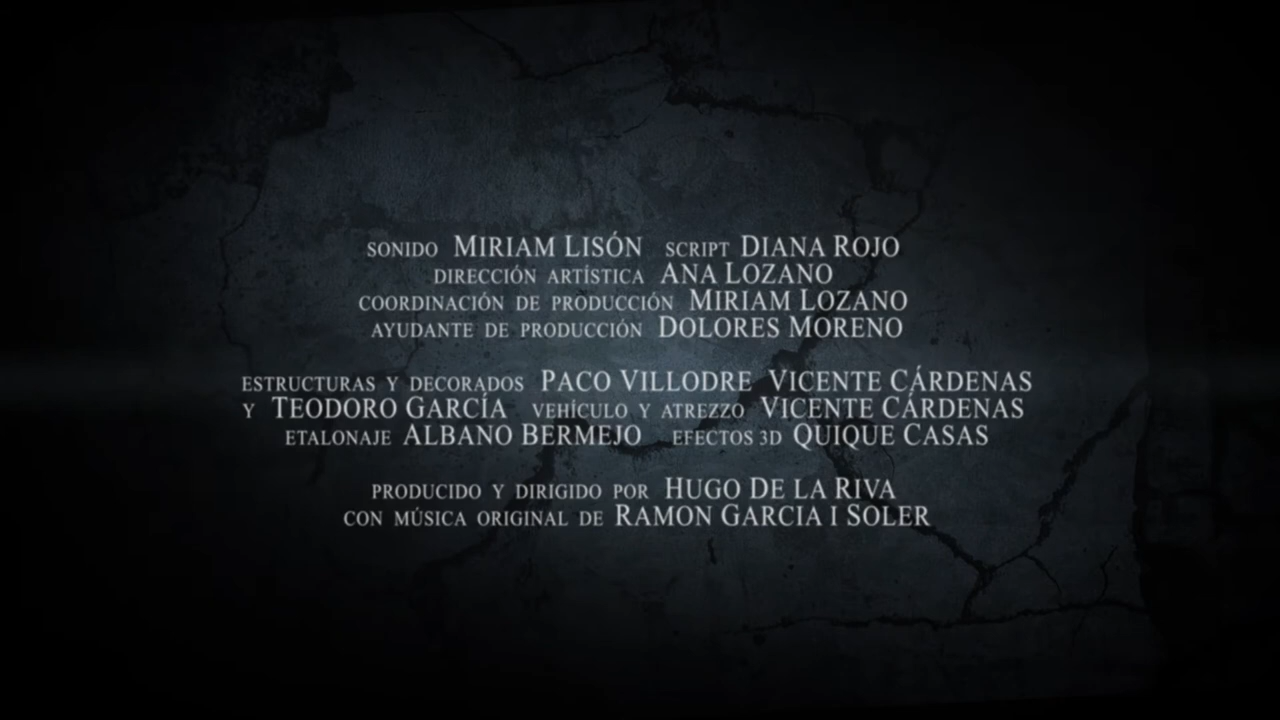 SONIDO MIRIAM LISÓN SCRIPT DIANA ROJO
DIRECCIÓN ARTÍSTICA ANA LOZANO
COORDINACIÓN DE PRODUCCIÓN MIRIAM LOZANO
AYUDANTE DE PRODUCCIÓN DOLORES MORENO
ESTRUCTURAS Y DECORADOS PACO VILLODRE VICENTE CÁRDENAS
Y TEODORO GARCÍA VEHÍCULO Y ATREZZO VICENTE CÁRDENAS
ETALONAJE ALBANO BERMEJO EFECTOS 3D QUIQUE CASAS
PRODUCIDO Y DIRIGIDO POR HUGO DE LA RIVA
CON MÚSICA ORIGINAL DE RAMON GARCIA I SOLER